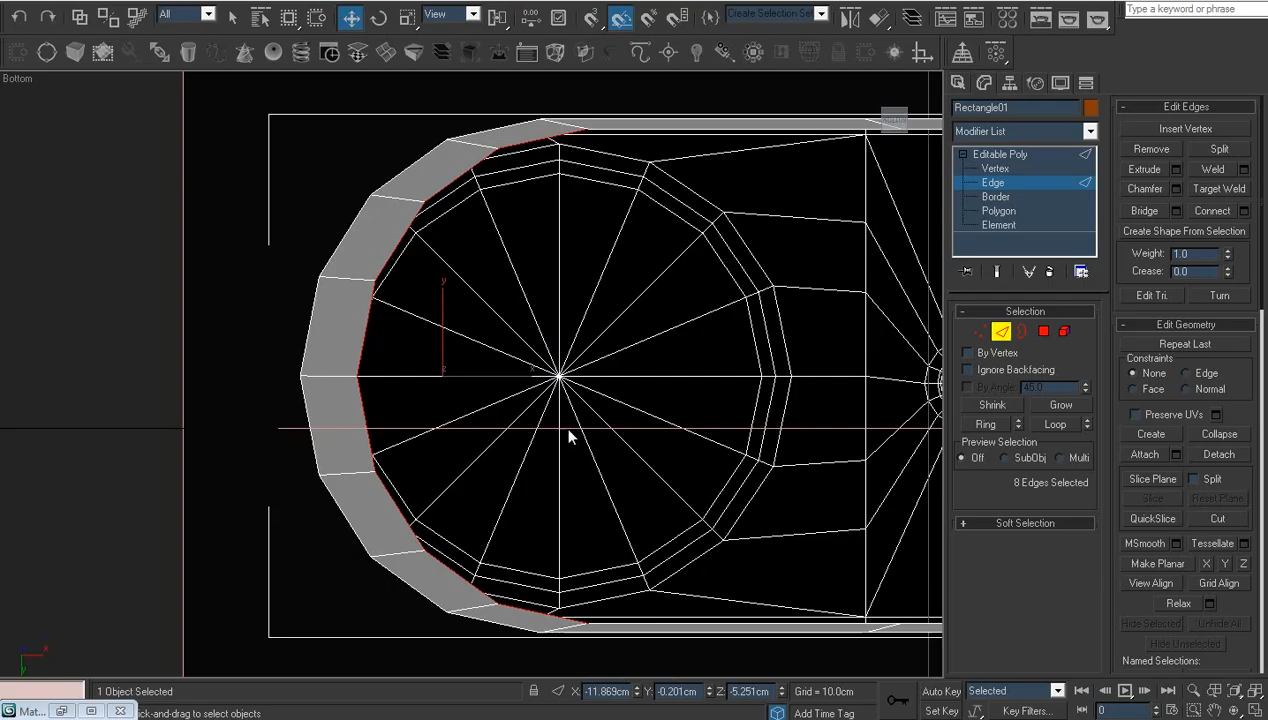 All
View
Create Selection Set
Type a keyword or phrase
Bottom
y
z
x
Rectangle01
Modifier List
Editable Poly
Vertex
Edge
Border
Polygon
Element
Selection
By Vertex
Ignore Backfacing
By Angle: 45.0
Shrink Grow
Ring Loop
Preview Selection
Off SubObj Multi
8 Edges Selected
Soft Selection
Edit Edges
Insert Vertex
Remove Split
Extrude Weld
Chamfer Target Weld
Bridge Connect
Create Shape From Selection
Weight: 1.0
Crease: 0.0
Edit Tri. Turn
Edit Geometry
Repeat Last
Constraints
None Edge
Face Normal
Preserve UVs
Create Collapse
Attach Detach
Slice Plane Split
Slice Reset Plane
QuickSlice Cut
MSmooth Tessellate
Make Planar X Y Z
View Align Grid Align
Relax
Hide Selected Unhide All
Hide Unselected
Named Selections:
x
y
1 Object Selected
X: -11.869cm Y: -0.201cm Z: -5.251cm Grid = 10.0cm
Auto Key Selected
Mat...
ck-and-drag to select objects
Add Time Tag
Set Key Key Filters... 0